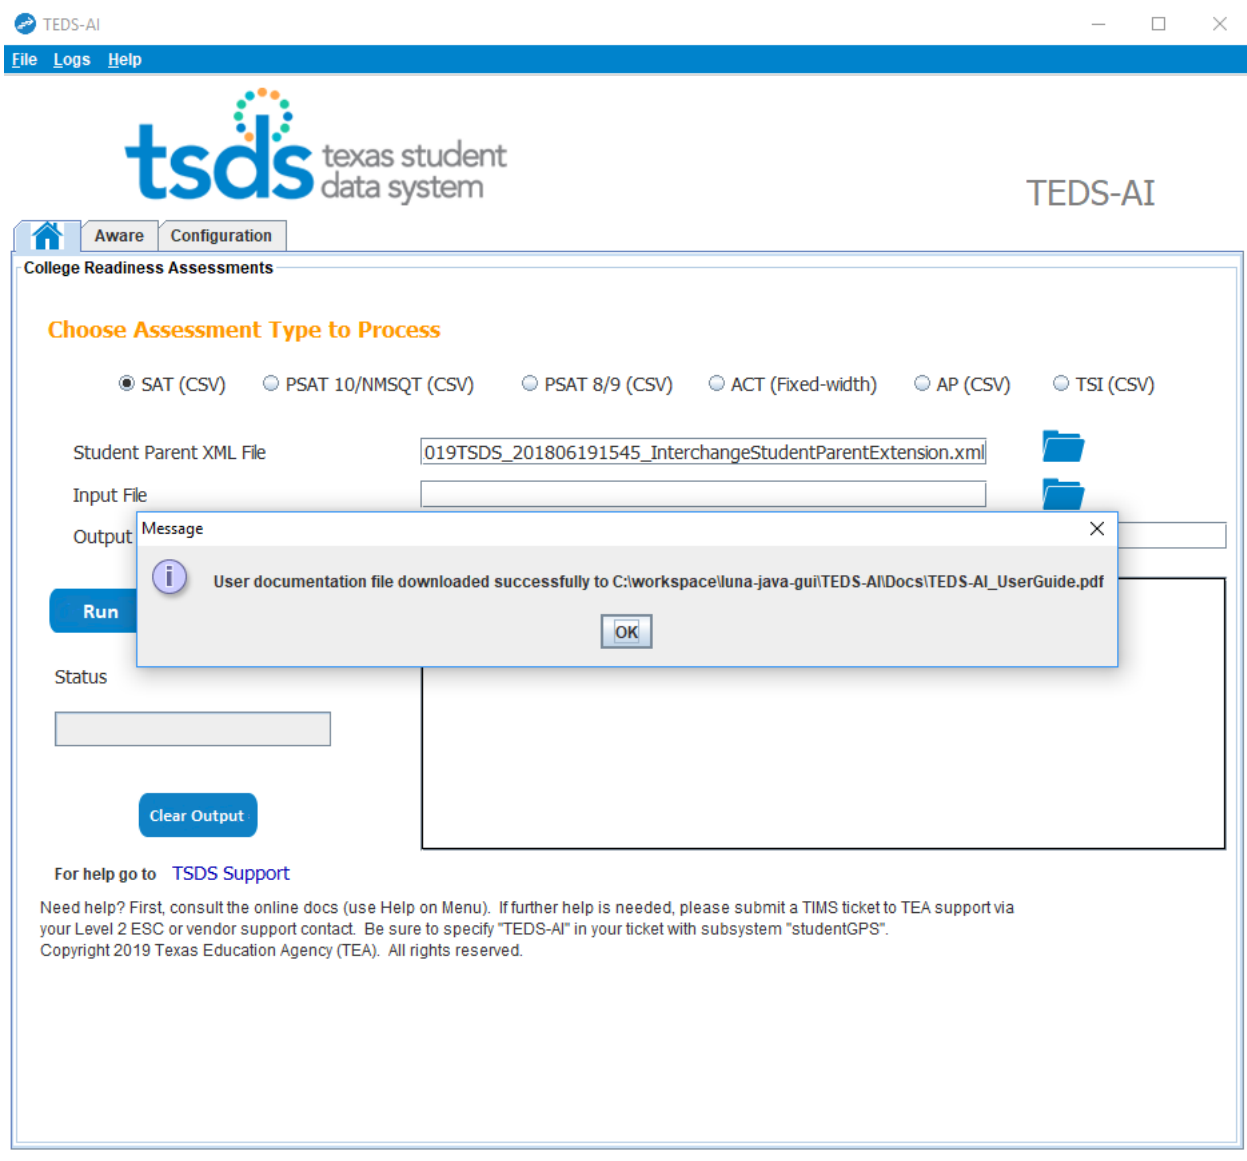 TEDS-AI
File Logs Help
tsds texas student
data system
TEDS-AI
Aware Configuration
College Readiness Assessments
Choose Assessment Type to Process
SAT (CSV) PSAT 10/NMSQT (CSV) PSAT 8/9 (CSV) ACT (Fixed-width) AP (CSV) TSI (CSV)
Student Parent XML File 019TSDS_201806191545_InterchangeStudentParentExtension.xml
Input File
Output
Message
User documentation file downloaded successfully to C:\workspace\luna-java-gui\TEDS-AI\Docs\TEDS-AI_UserGuide.pdf
OK
Run
Status
Clear Output
For help go to TSDS Support
Need help? First, consult the online docs (use Help on Menu). If further help is needed, please submit a TIMS ticket to TEA support via
your Level 2 ESC or vendor support contact. Be sure to specify "TEDS-AI" in your ticket with subsystem "studentGPS".
Copyright 2019 Texas Education Agency (TEA). All rights reserved.